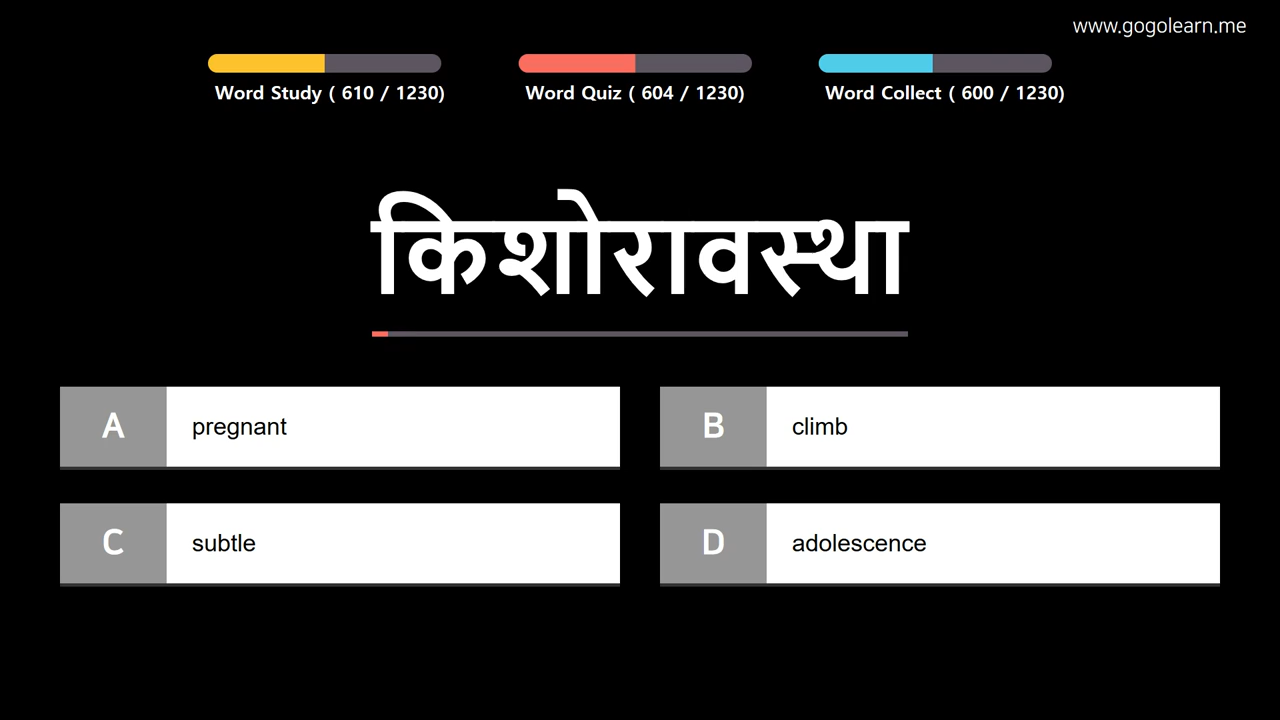 www.gogolearn.me
Word Study ( 610 / 1230)
Word Quiz ( 604 / 1230)
Word Collect ( 600 / 1230)
किशोरावस्था
A pregnant
B climb
C subtle
D adolescence